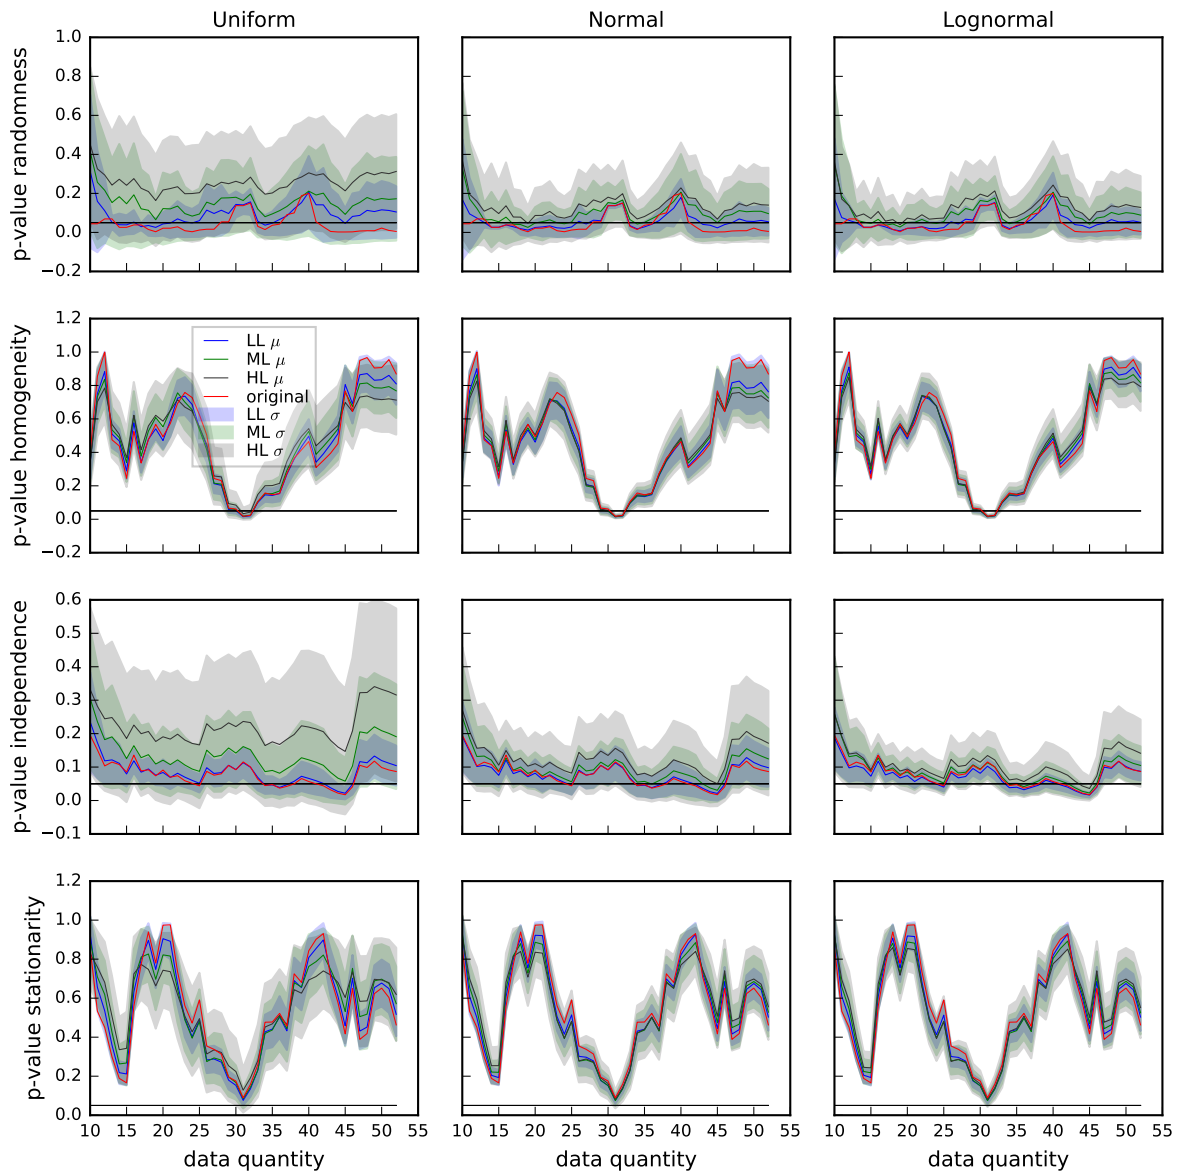 Uniform Normal Lognormal
p-value randomness
1.0
0.8
0.6
0.4
0.2
0.0
−0.2
p-value homogeneity
1.2
1.0
0.8
0.6
0.4
0.2
0.0
−0.2
LL μ
ML μ
HL μ
original
LL σ
ML σ
HL σ
p-value independence
0.6
0.5
0.4
0.3
0.2
0.1
0.0
−0.1
p-value stationarity
1.2
1.0
0.8
0.6
0.4
0.2
0.0
10 15 20 25 30 35 40 45 50 55 10 15 20 25 30 35 40 45 50 55 10 15 20 25 30 35 40 45 50 55
data quantity data quantity data quantity